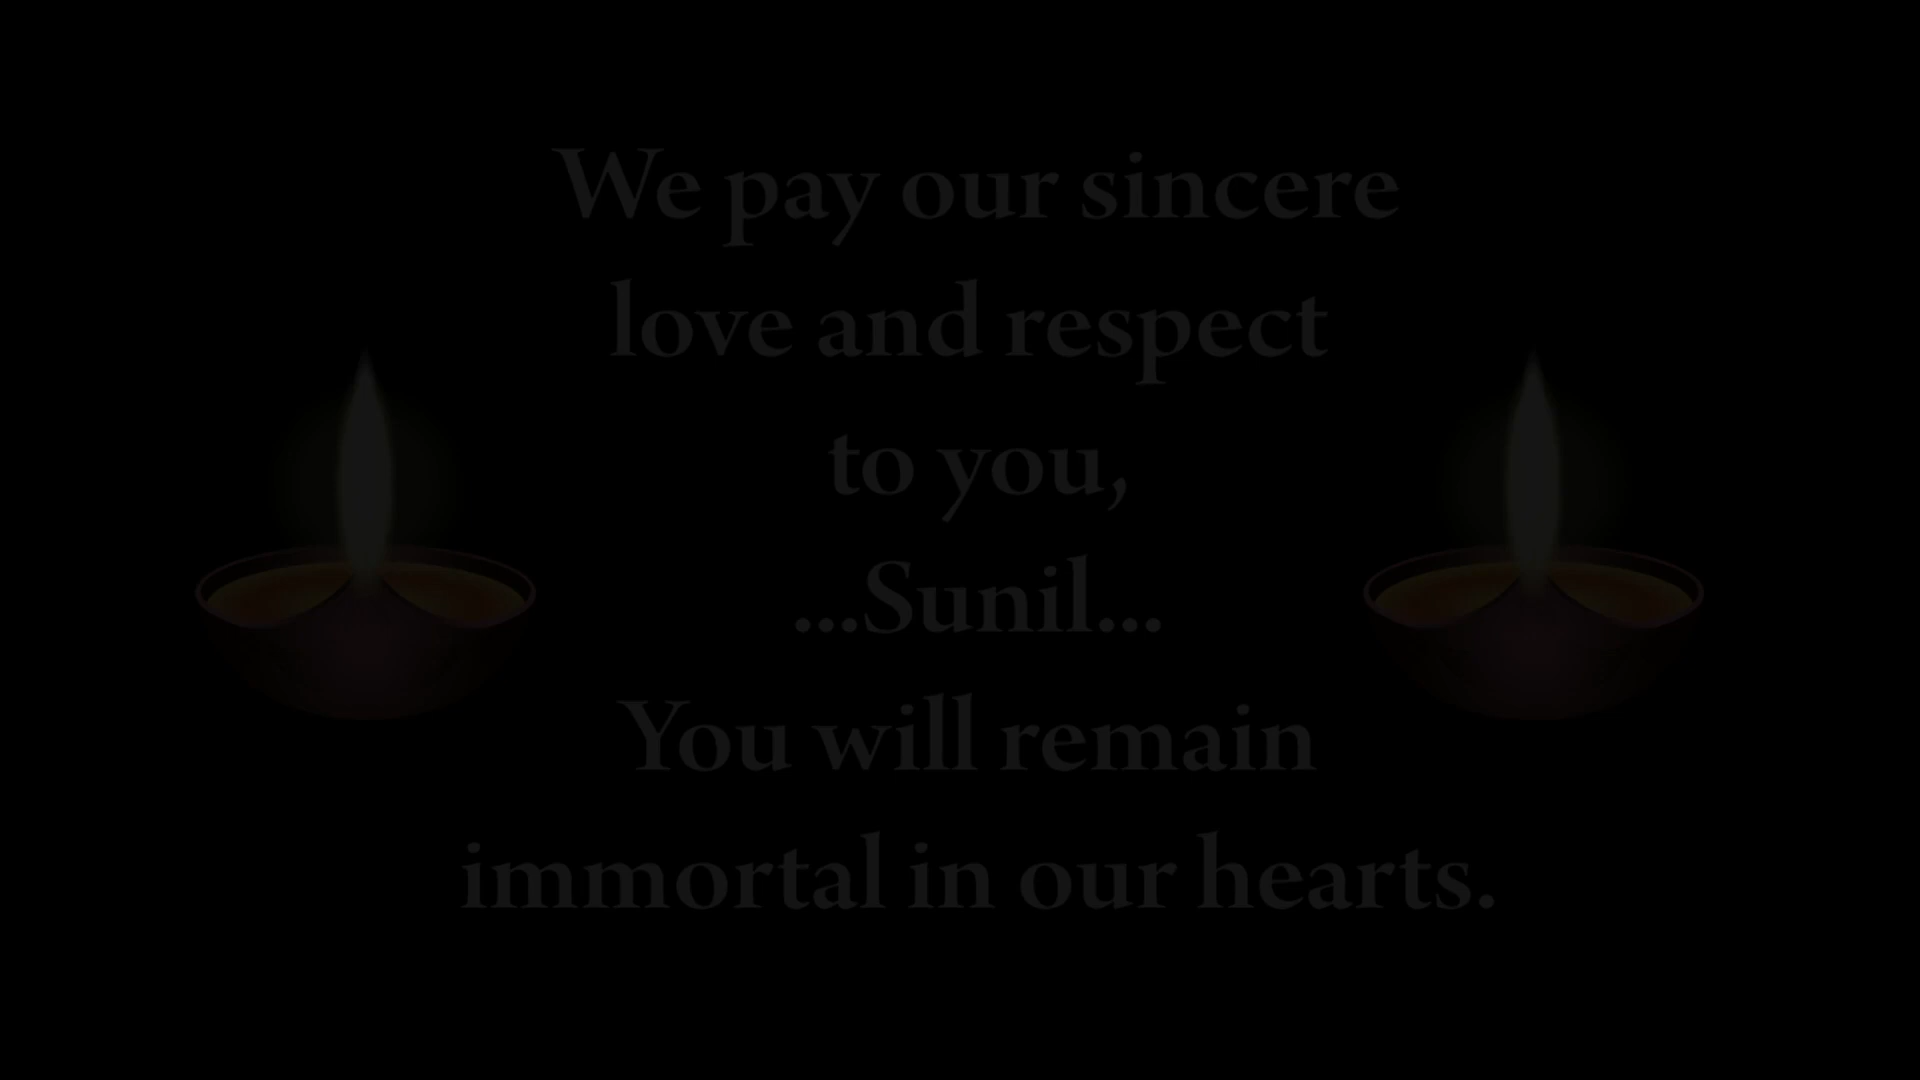 We pay our sincere
love and respect
to you,
...Sunil...
You will remain
immortal in our hearts.